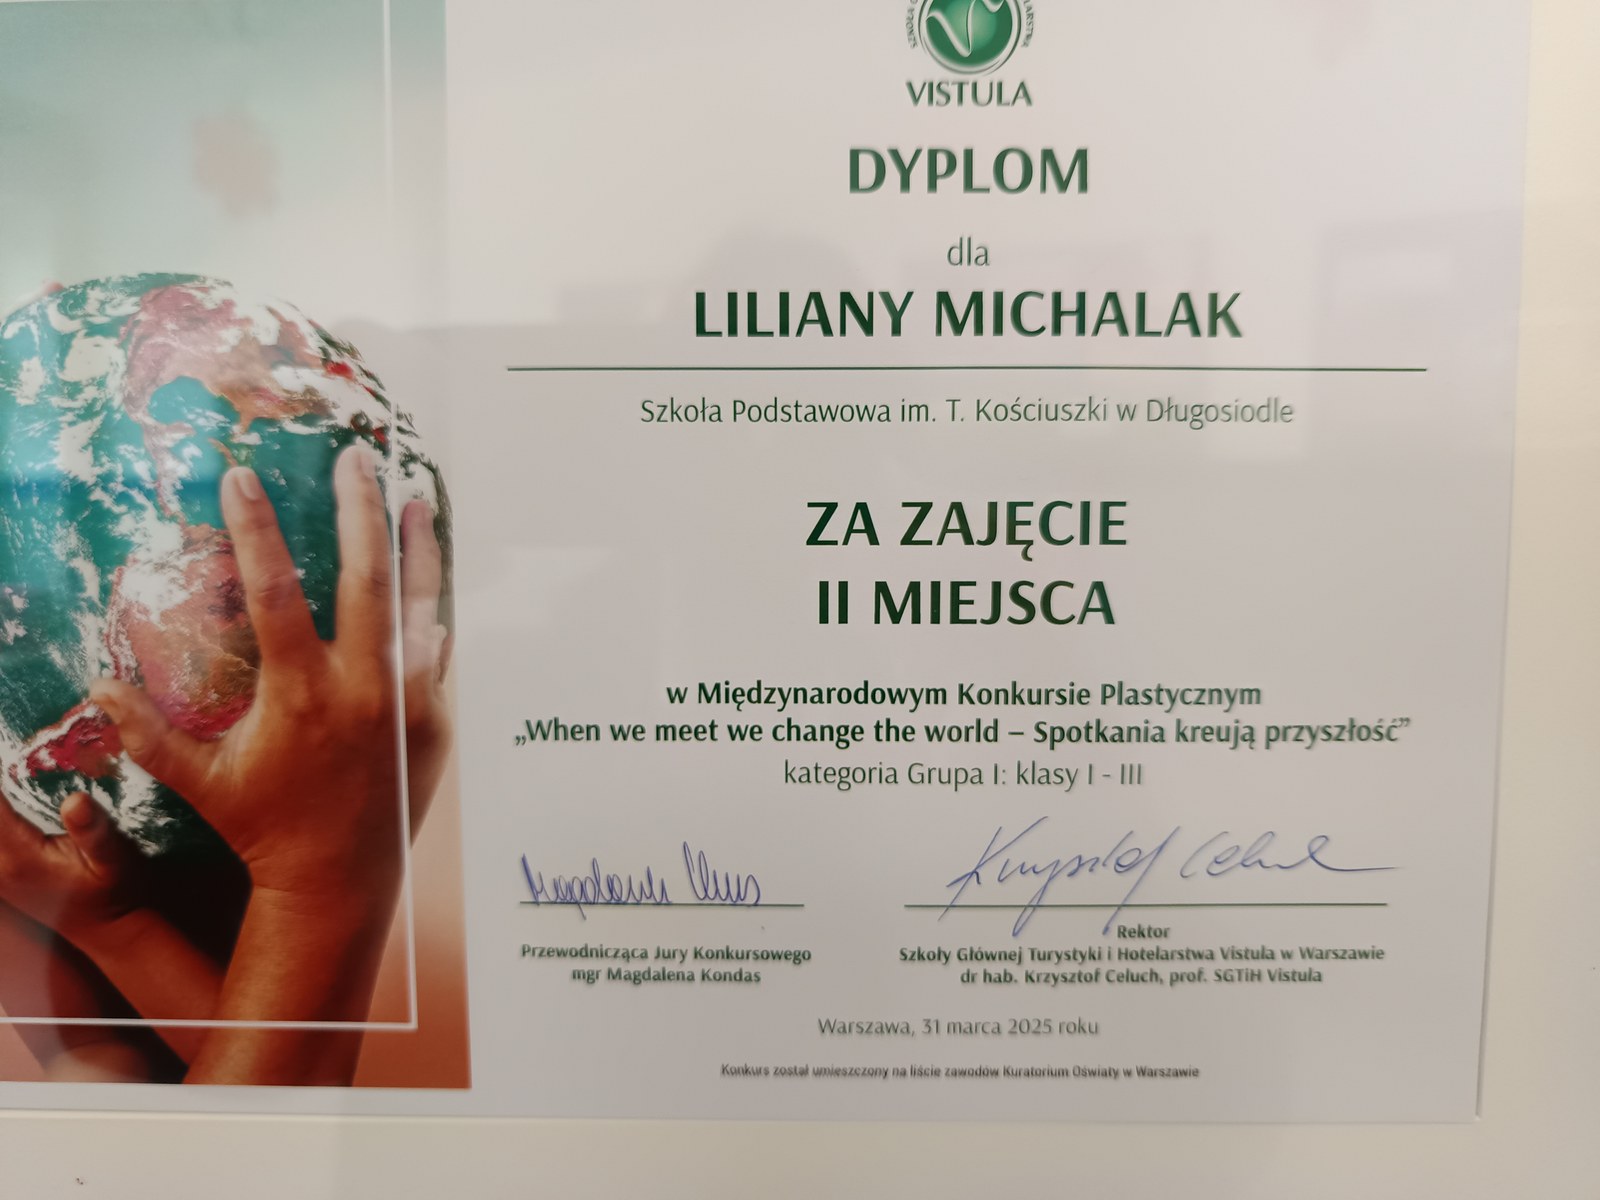 VISTULA
DYPLOM
dla
LILIANY MICHALAK
Szkoła Podstawowa im. T. Kościuszki w Długosiodle
ZA ZAJĘCIE
II MIEJSCA
w Międzynarodowym Konkursie Plastycznym
„When we meet we change the world – Spotkania kreują przyszłość”
kategoria Grupa I: klasy I - III
Krzysztof Celuch
Przewodnicząca Jury Konkursowego
mgr Magdalena Kondas
Rektor
Szkoły Głównej Turystyki i Hotelarstwa Vistula w Warszawie
dr hab. Krzysztof Celuch, prof. SGTiH Vistula
Warszawa, 31 marca 2025 roku
Konkurs został umieszczony na liście zawodów Kuratorium Oświaty w Warszawie